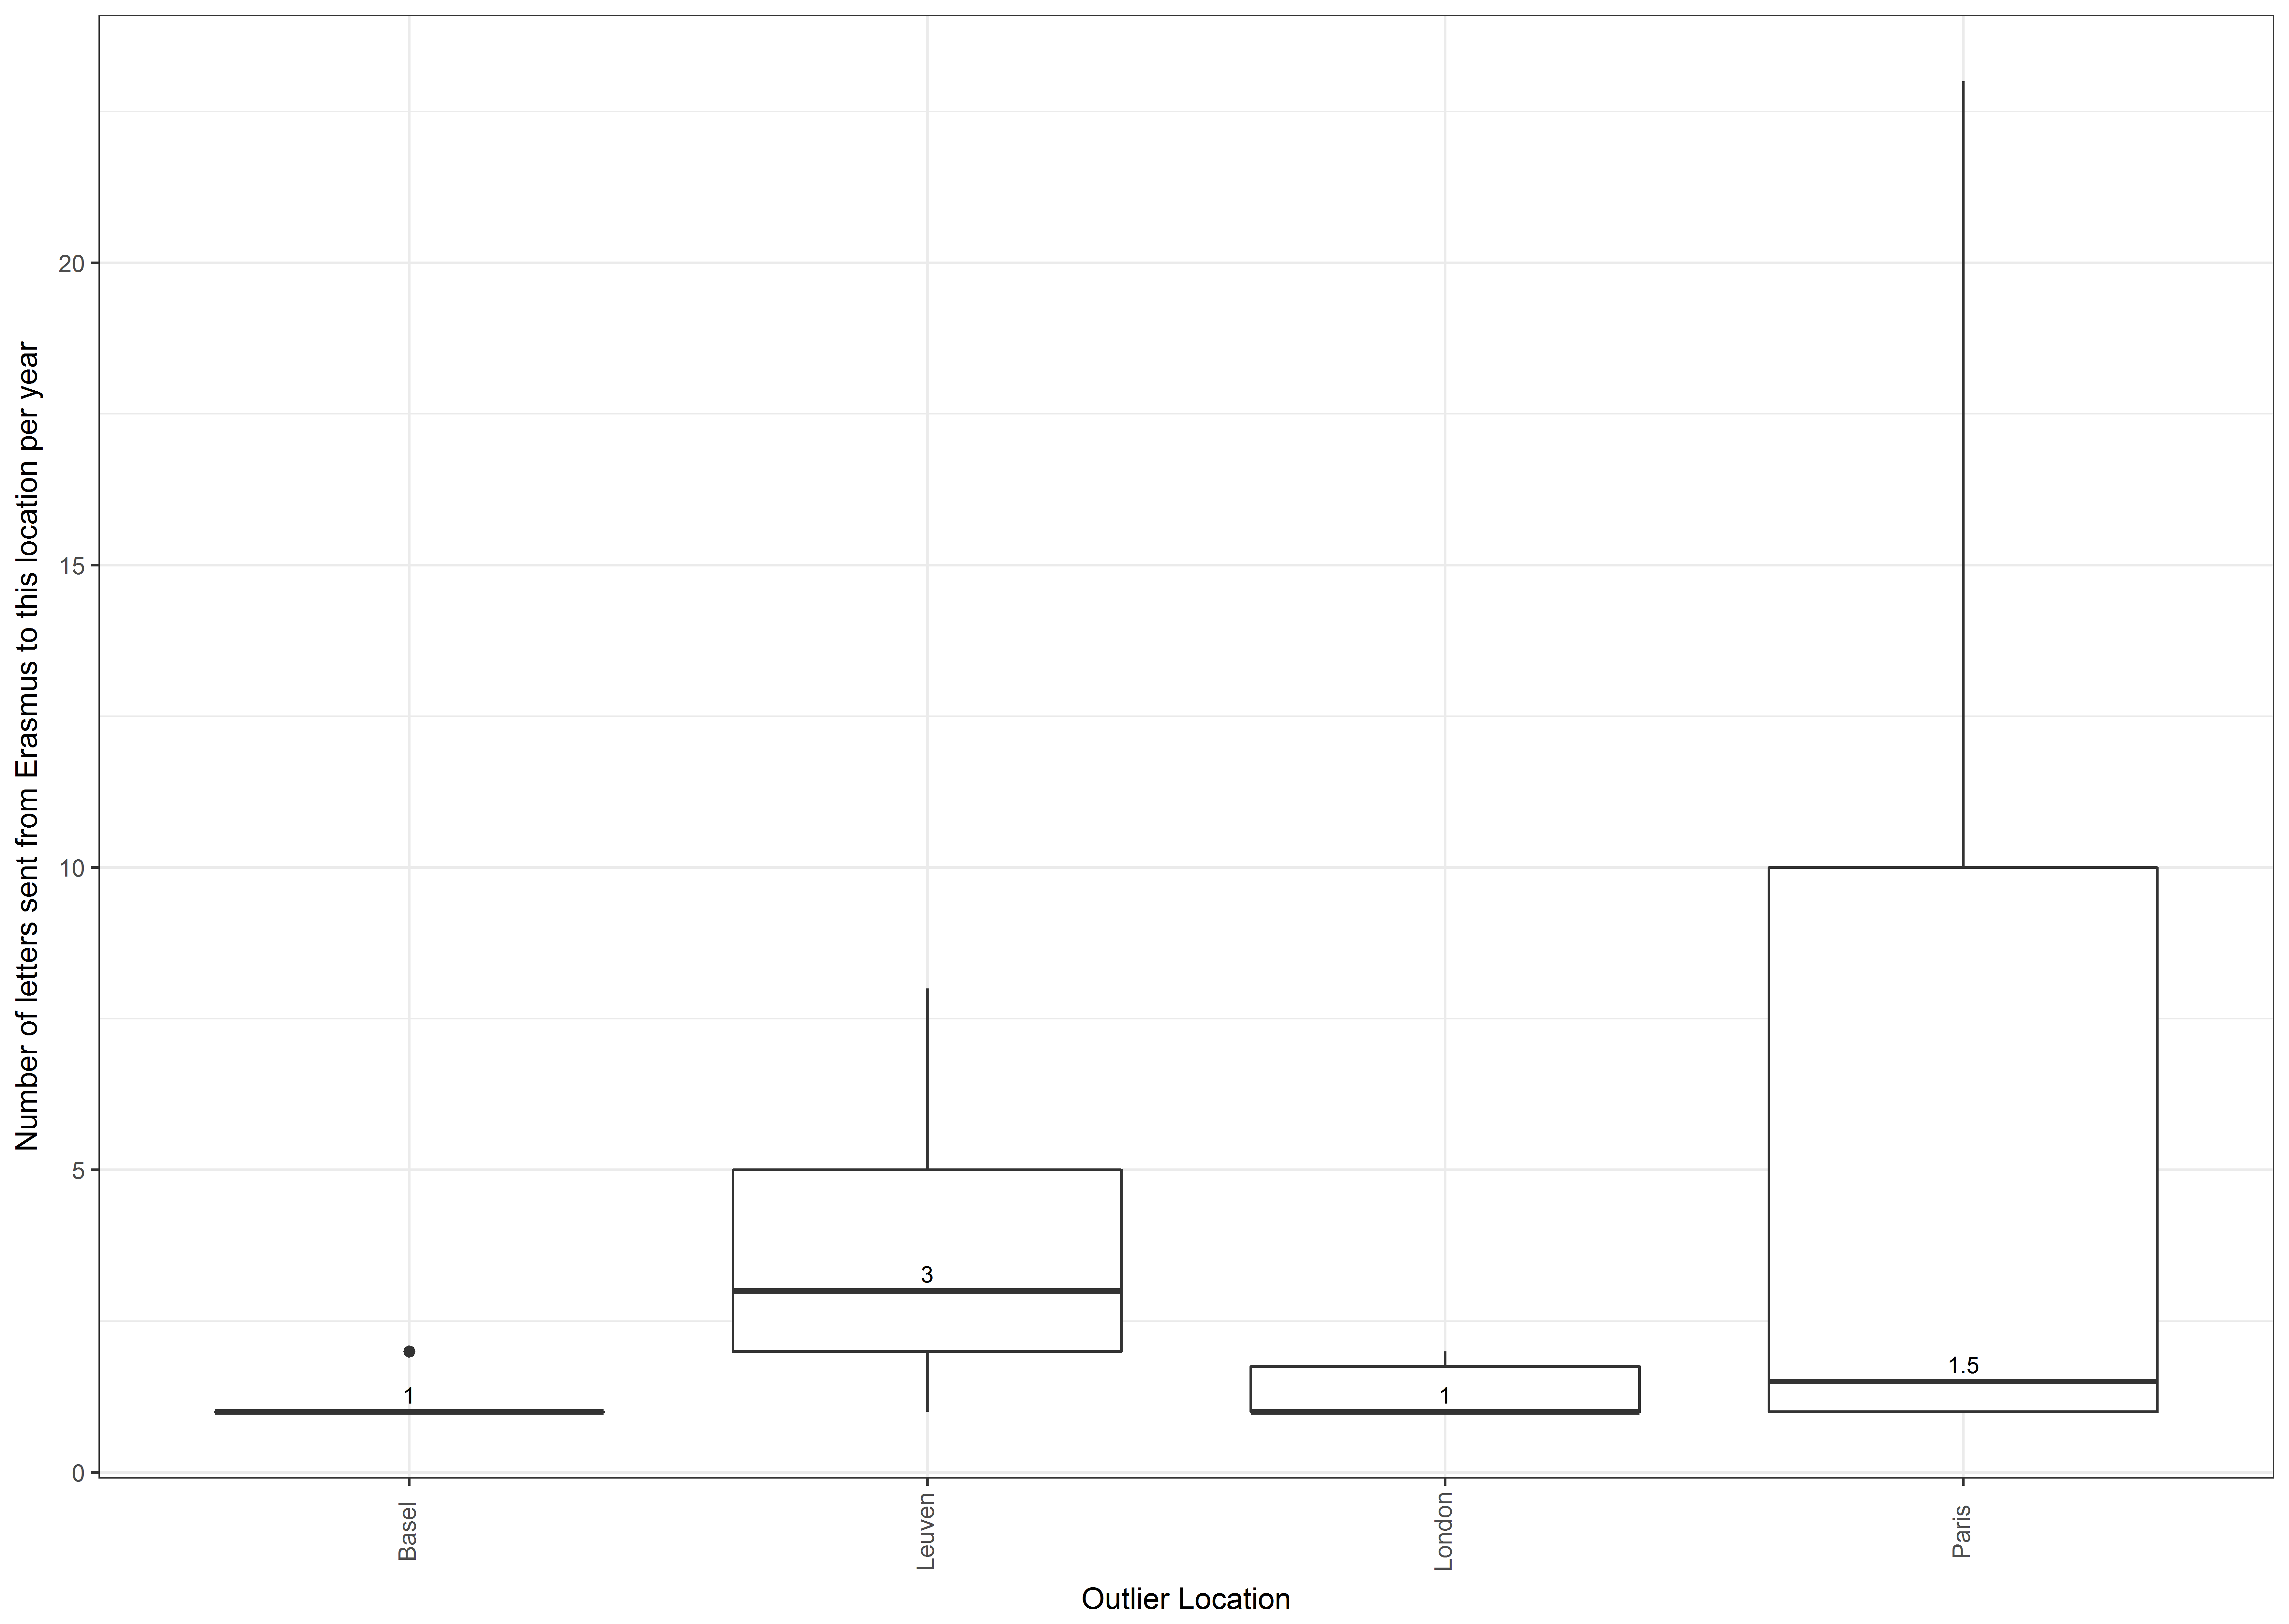 Number of letters sent from Erasmus to this location per year
20
15
10
5
0
1
3
1
1.5
Basel
Leuven
London
Paris
Outlier Location